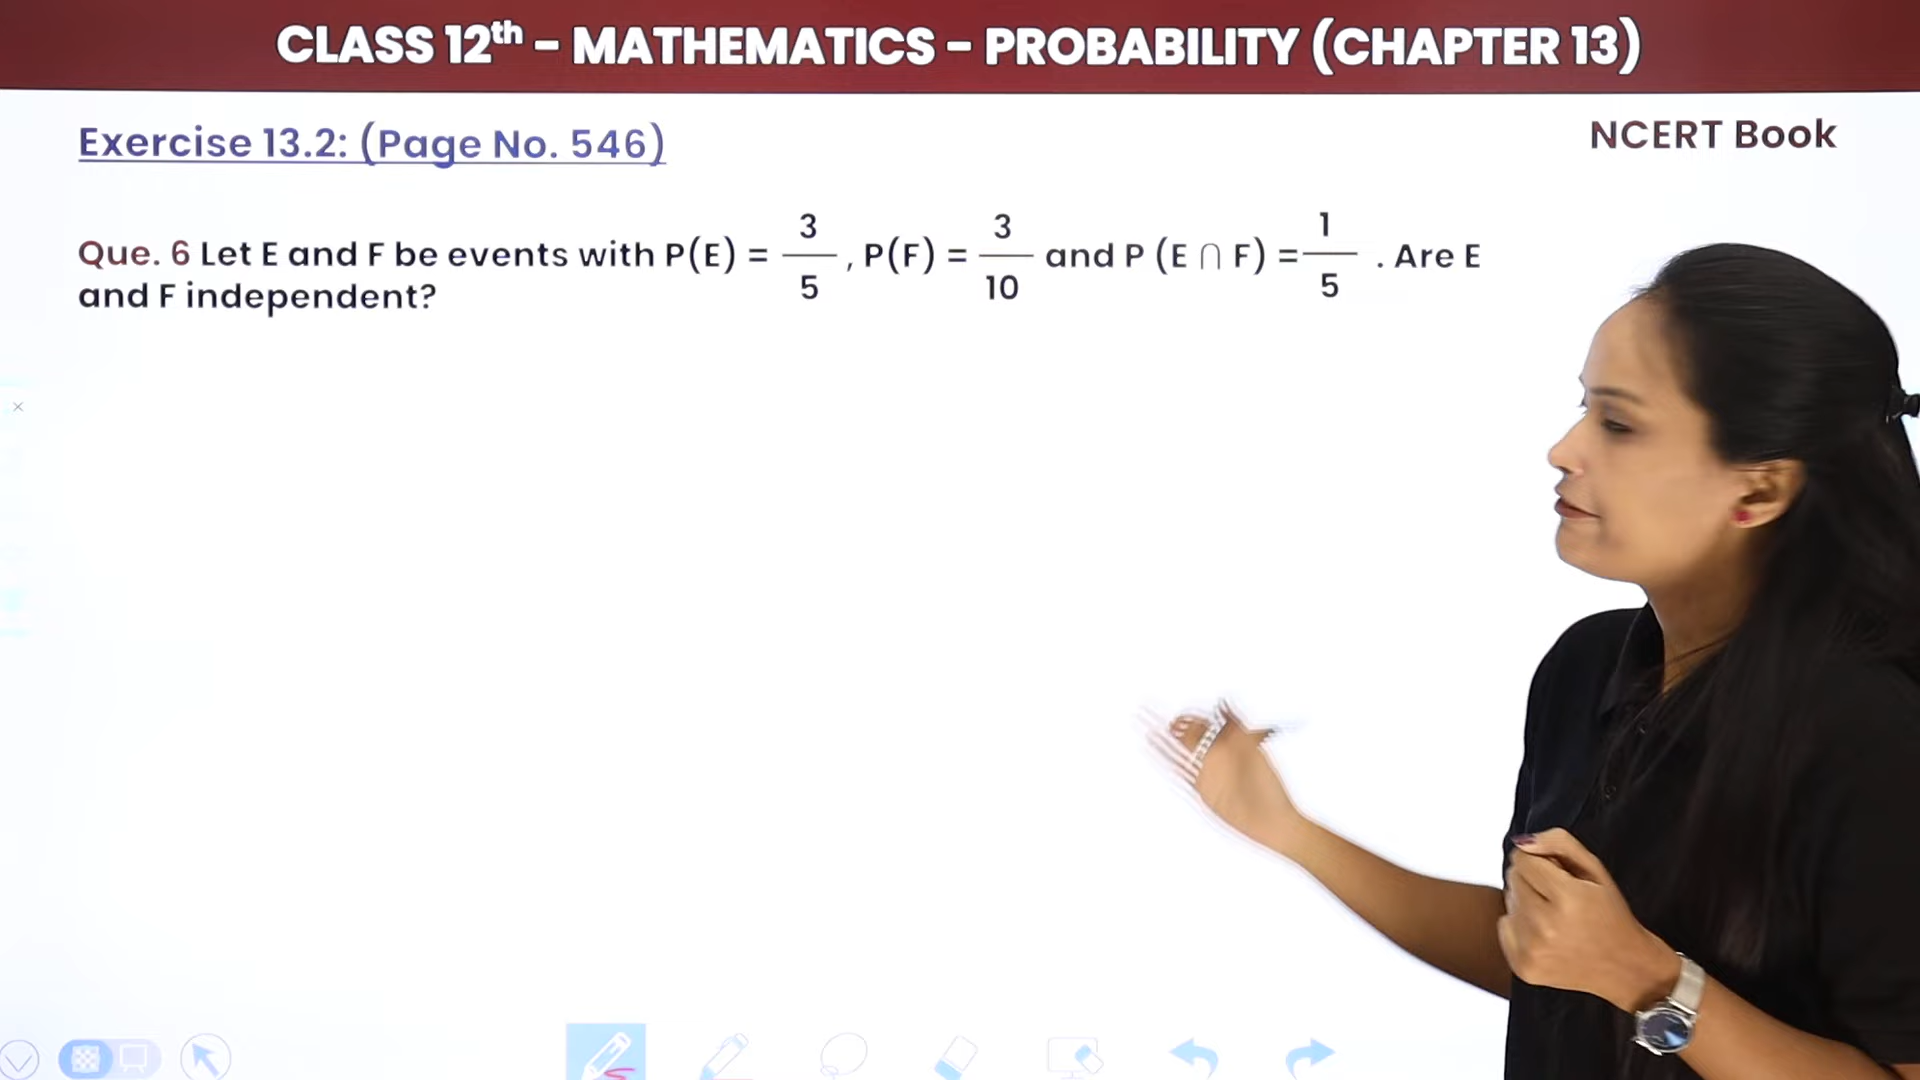 CLASS 12th – MATHEMATICS – PROBABILITY (CHAPTER 13)
Exercise 13.2: (Page No. 546)
NCERT Book
Que. 6 Let E and F be events with P(E) = 3/5 , P(F) = 3/10 and P (E ∩ F) = 1/5 . Are E
and F independent?